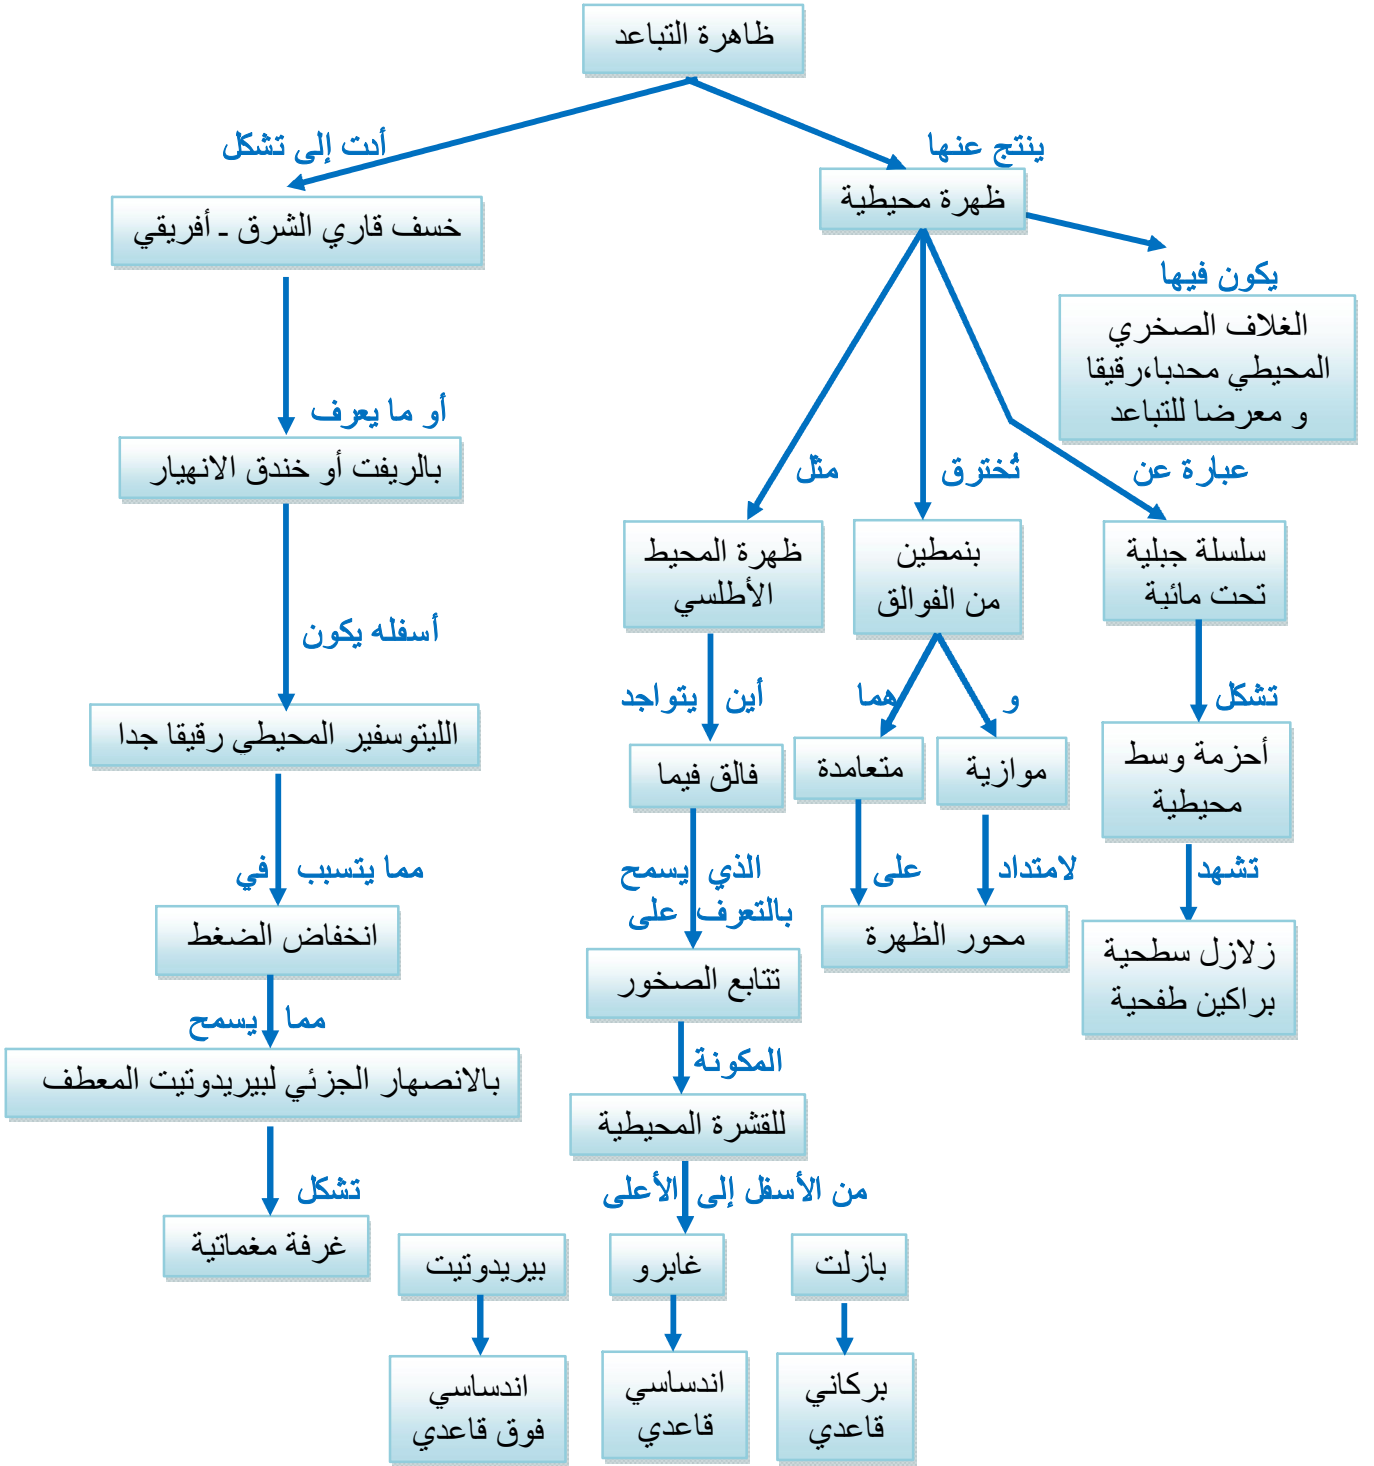 ظاهرة التباعد
ينتج عنها
أدت إلى تشكل
ظهرة محيطية
خسف قاري الشرق - أفريقي
يكون فيها
الغلاف الصخري
المحيطي محدبا،رقيقا
و معرضا للتباعد
عبارة عن
تُخترق
مثل
أو ما يعرف
بالريفت أو خندق الانهيار
سلسلة جبلية
تحت مائية
بنمطين
من الفوالق
ظهرة المحيط
الأطلسي
أسفله يكون
تشكل
و
هما
أين يتواجد
الليتوسفير المحيطي رقيقا جدا
أحزمة وسط
محيطية
موازية
متعامدة
فالق فيما
تشهد
لامتداد
على
الذي يسمح
بالتعرف على
مما يتسبب في
زلازل سطحية
براكين طفحية
محور الظهرة
تتابع الصخور
انخفاض الضغط
مما يسمح
المكونة
بالانصهار الجزئي لبيريدوتيت المعطف
للقشرة المحيطية
تشكل
من الأسفل إلى الأعلى
غرفة مغماتية
بازلت
غابرو
بيريدوتيت
بركاني
قاعدي
اندساسي
قاعدي
اندساسي
فوق قاعدي